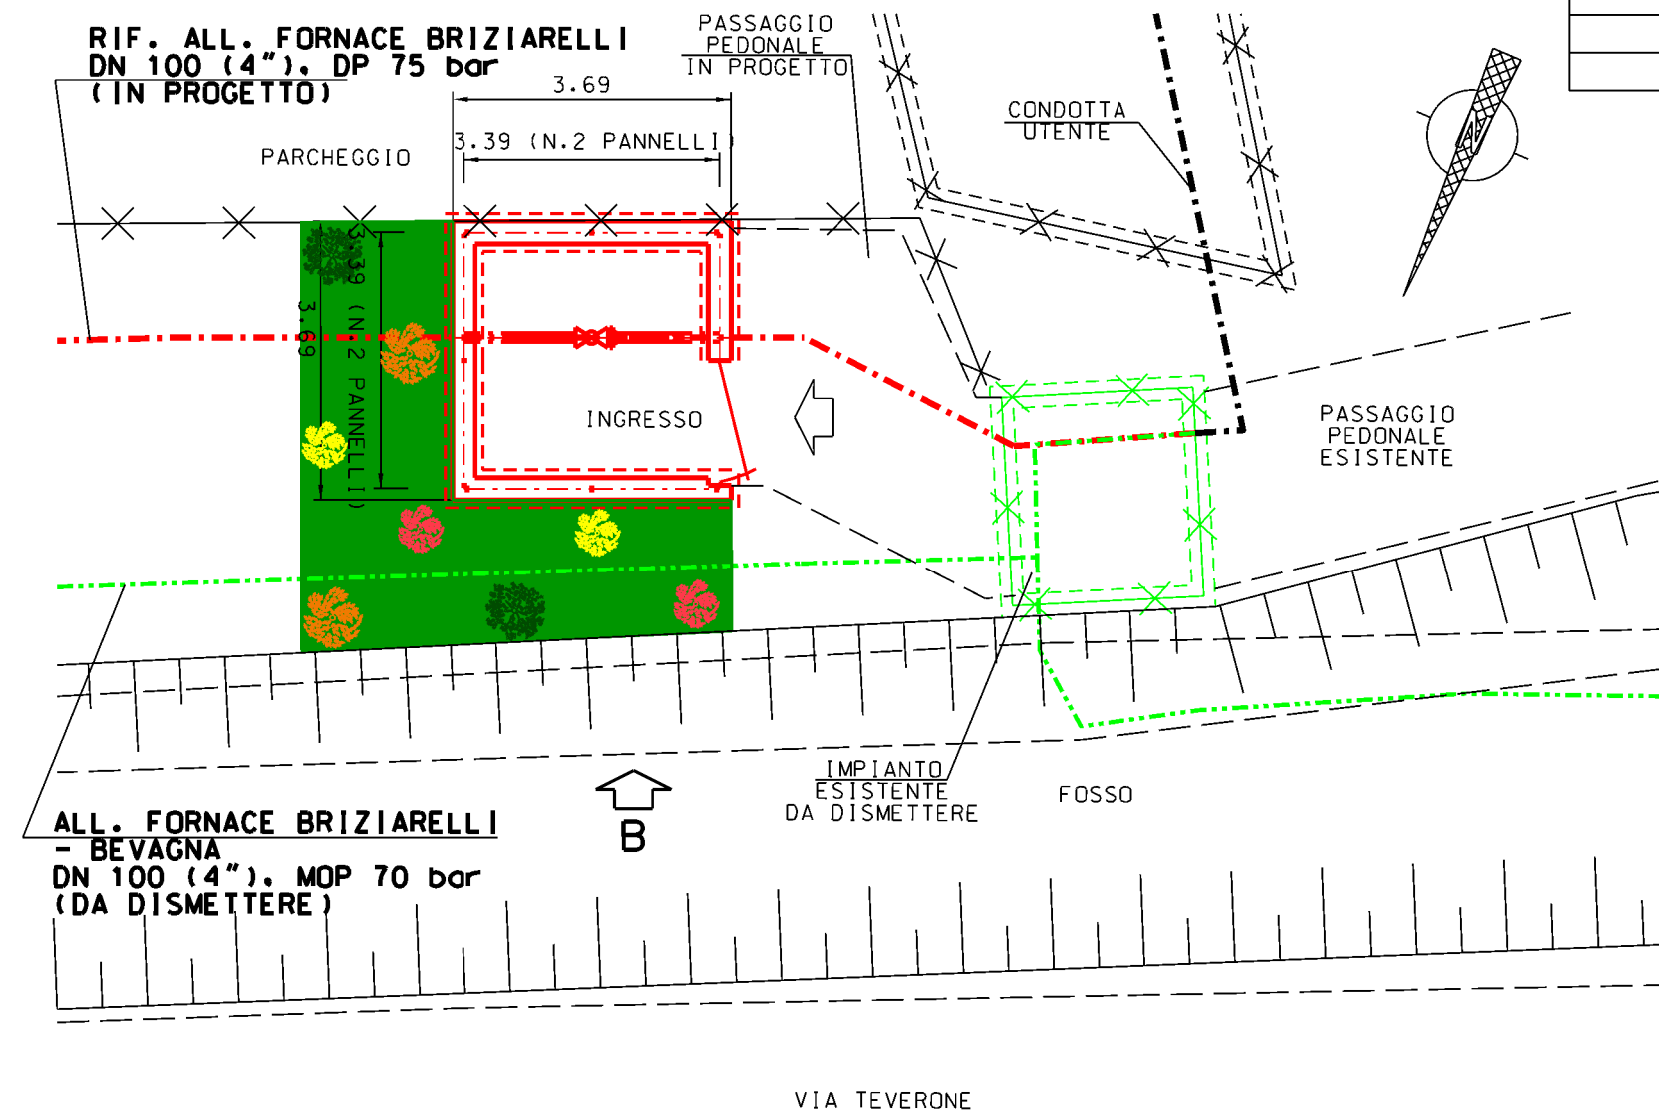 RIF. ALL. FORNACE BRIZIARELLI
DN 100 (4"), DP 75 bar
(IN PROGETTO)
PASSAGGIO
PEDONALE
IN PROGETTO
3.69
3.39 (N.2 PANNELLI)
PARCHEGGIO
CONDOTTA
UTENTE
N
3.39 (N.2 PANNELLI)
3.69
INGRESSO
PASSAGGIO
PEDONALE
ESISTENTE
IMPIANTO
ESISTENTE
DA DISMETTERE
FOSSO
B
ALL. FORNACE BRIZIARELLI
- BEVAGNA
DN 100 (4"), MOP 70 bar
(DA DISMETTERE)
VIA TEVERONE